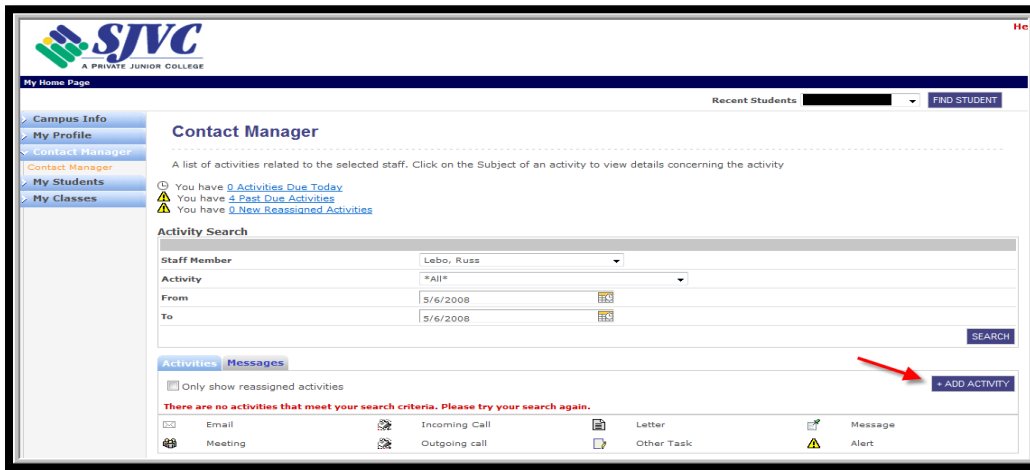 He
SJVC
A PRIVATE JUNIOR COLLEGE
My Home Page
Recent Students FIND STUDENT
Campus Info
My Profile
Contact Manager
Contact Manager
My Students
My Classes
Contact Manager
A list of activities related to the selected staff. Click on the Subject of an activity to view details concerning the activity
You have 0 Activities Due Today
You have 4 Past Due Activities
You have 0 New Reassigned Activities
Activity Search
Staff Member Lebo, Russ
Activity *All*
From 5/6/2008
To 5/6/2008
SEARCH
Activities Messages
Only show reassigned activities + ADD ACTIVITY
There are no activities that meet your search criteria. Please try your search again.
Email Incoming Call Letter Message
Meeting Outgoing call Other Task Alert